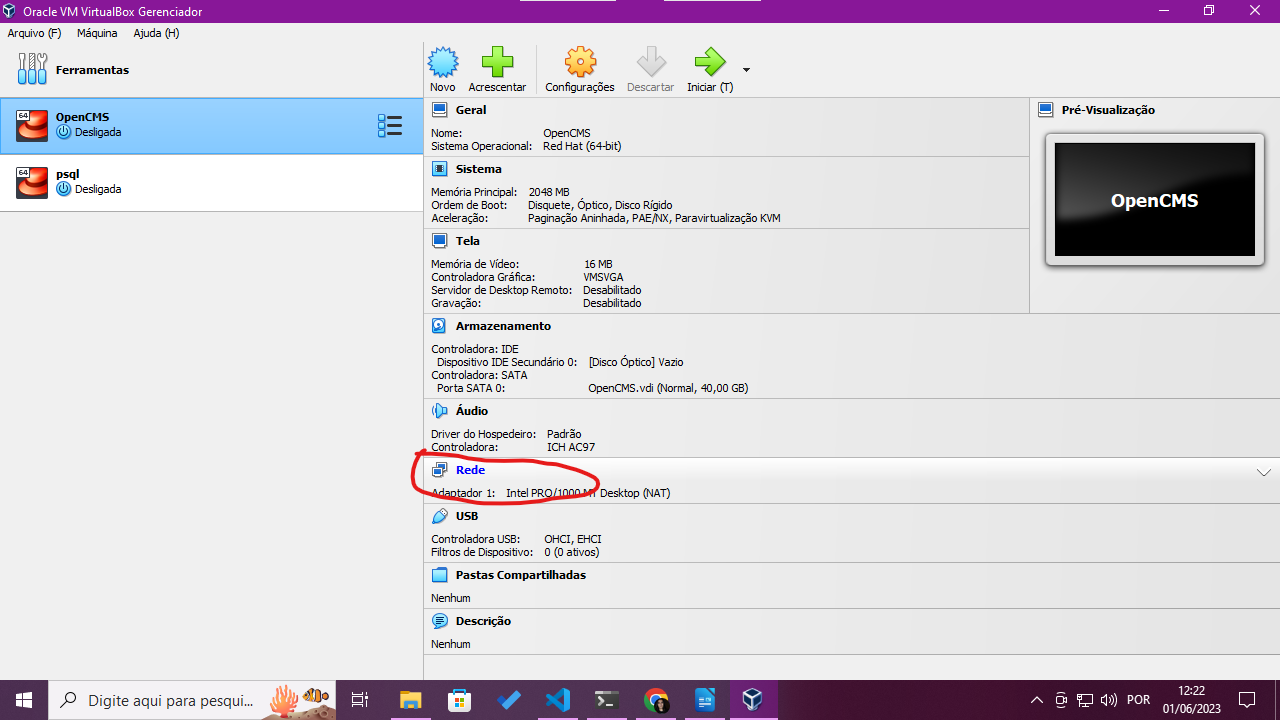 Oracle VM VirtualBox Gerenciador
Arquivo (F) Máquina Ajuda (H)
Ferramentas
64 OpenCMS
Desligada
64 psql
Desligada
Novo Acrescentar Configurações Descartar Iniciar (T)
Geral
Nome: OpenCMS
Sistema Operacional: Red Hat (64-bit)
Sistema
Memória Principal: 2048 MB
Ordem de Boot: Disquete, Óptico, Disco Rígido
Aceleração: Paginação Aninhada, PAE/NX, Paravirtualização KVM
Tela
Memória de Vídeo: 16 MB
Controladora Gráfica: VMSVGA
Servidor de Desktop Remoto: Desabilitado
Gravação: Desabilitado
Pré-Visualização
OpenCMS
Armazenamento
Controladora: IDE
Dispositivo IDE Secundário 0: [Disco Óptico] Vazio
Controladora: SATA
Porta SATA 0: OpenCMS.vdi (Normal, 40,00 GB)
Áudio
Driver do Hospedeiro: Padrão
Controladora: ICH AC97
Rede
Adaptador 1: Intel PRO/1000 MT Desktop (NAT)
USB
Controladora USB: OHCI, EHCI
Filtros de Dispositivo: 0 (0 ativos)
Pastas Compartilhadas
Nenhum
Descrição
Nenhum
Digite aqui para pesqui... POR 12:22
01/06/2023